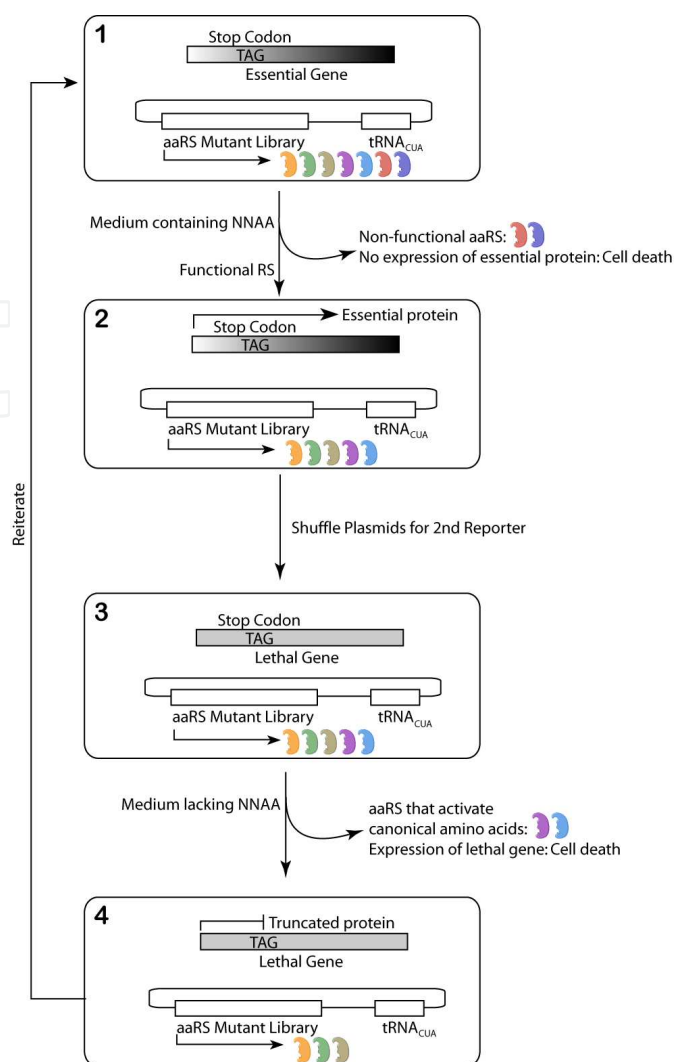 1
Stop Codon
TAG
Essential Gene
aaRS Mutant Library
tRNACUA
Medium containing NNAA
Non-functional aaRS:
No expression of essential protein: Cell death
Functional RS
2
Essential protein
Stop Codon
TAG
aaRS Mutant Library
tRNACUA
Shuffle Plasmids for 2nd Reporter
Reiterate
3
Stop Codon
TAG
Lethal Gene
aaRS Mutant Library
tRNACUA
Medium lacking NNAA
aaRS that activate
canonical amino acids:
Expression of lethal gene: Cell death
4
Truncated protein
TAG
Lethal Gene
aaRS Mutant Library
tRNACUA